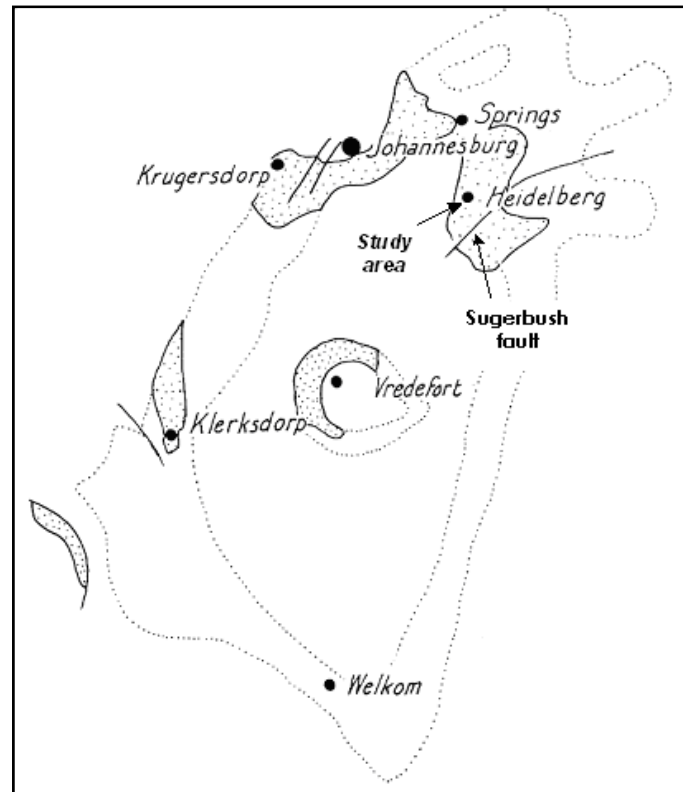 Springs
Johannesburg
Krugersdorp
Heidelberg
Study
area
Sugerbush
fault
Vredefort
Klerksdorp
Welkom